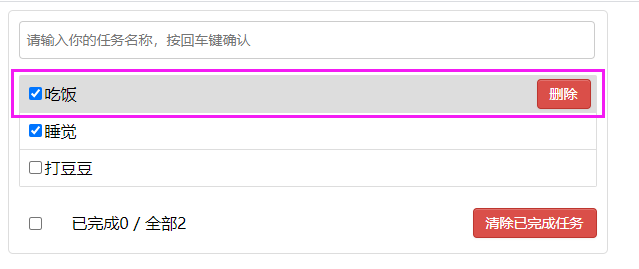 请输入你的任务名称，按回车键确认
吃饭 删除
睡觉
打豆豆
已完成0 / 全部2 清除已完成任务